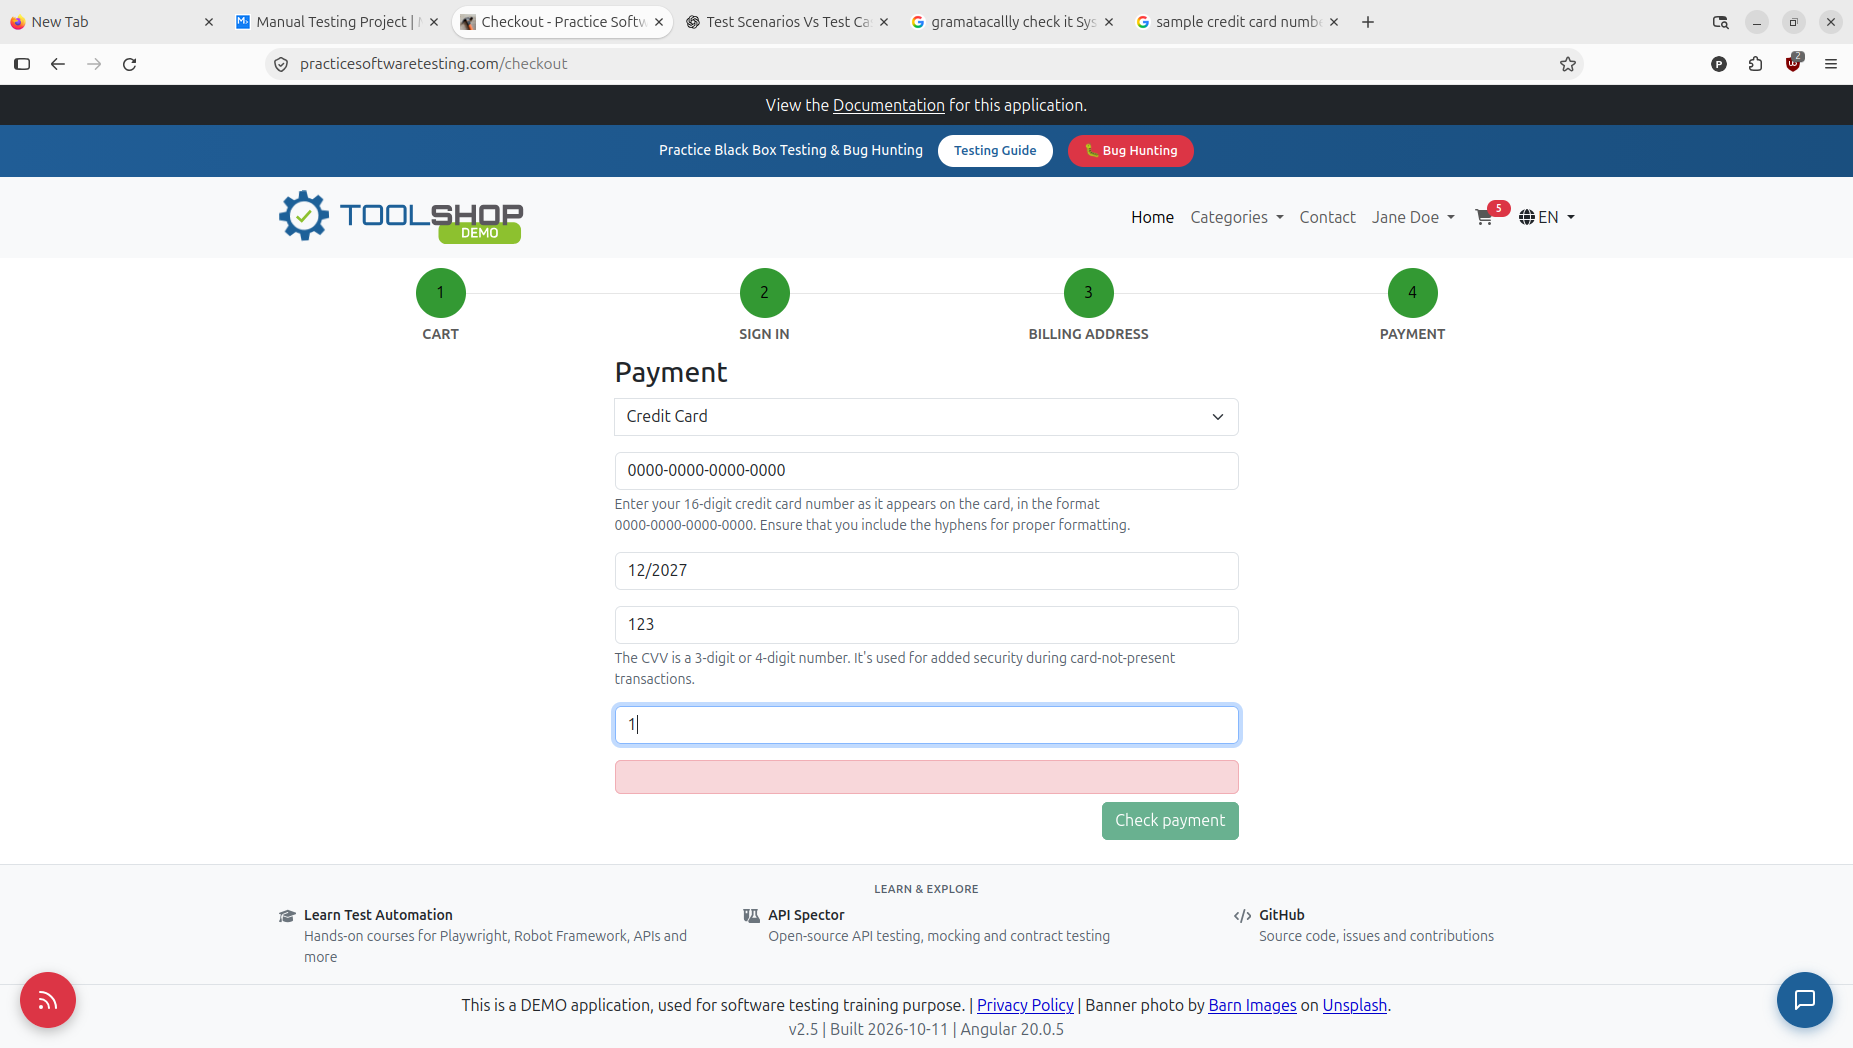 New Tab
Manual Testing Project |
Checkout - Practice Softw
Test Scenarios Vs Test Ca
gramatacallly check it Sys
sample credit card numbe
practicesoftwaretesting.com/checkout
P
2
View the Documentation for this application.
Practice Black Box Testing & Bug Hunting
Testing Guide
Bug Hunting
TOOLSHOP
DEMO
Home
Categories
Contact
Jane Doe
5
EN
1
2
3
4
CART
SIGN IN
BILLING ADDRESS
PAYMENT
Payment
Credit Card
0000-0000-0000-0000
Enter your 16-digit credit card number as it appears on the card, in the format
0000-0000-0000-0000. Ensure that you include the hyphens for proper formatting.
12/2027
123
The CVV is a 3-digit or 4-digit number. It's used for added security during card-not-present
transactions.
1
Check payment
LEARN & EXPLORE
Learn Test Automation
Hands-on courses for Playwright, Robot Framework, APIs and
more
API Spector
Open-source API testing, mocking and contract testing
GitHub
Source code, issues and contributions
This is a DEMO application, used for software testing training purpose. | Privacy Policy | Banner photo by Barn Images on Unsplash.
v2.5 | Built 2026-10-11 | Angular 20.0.5